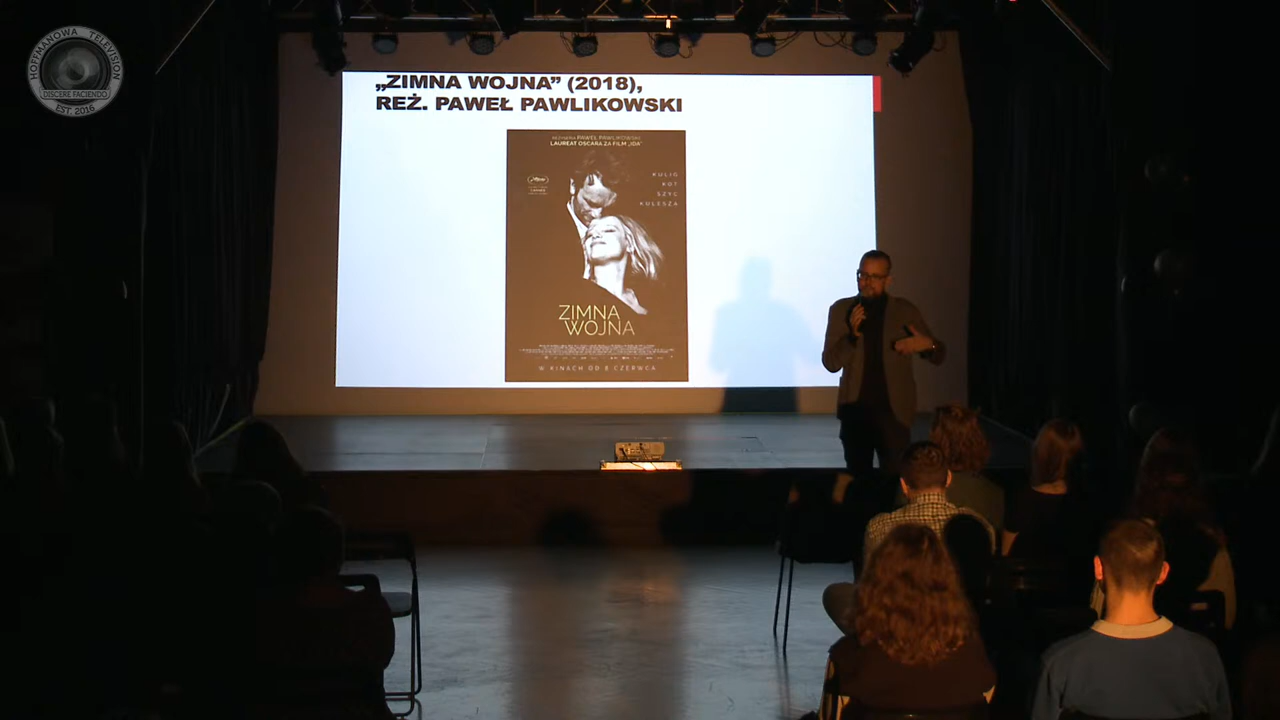 HOFFMANOWA TELEVISION
DISCERE FACIENDO
EST. 2016
„ZIMNA WOJNA” (2018),
REŻ. PAWEŁ PAWLIKOWSKI
PAWEŁ PAWLIKOWSKI
LAUREAT OSCARA ZA FILM „IDA”
KULIG
KOT
SZYC
KULESZA
ZIMNA
WOJNA
W KINACH OD 8 CZERWCA